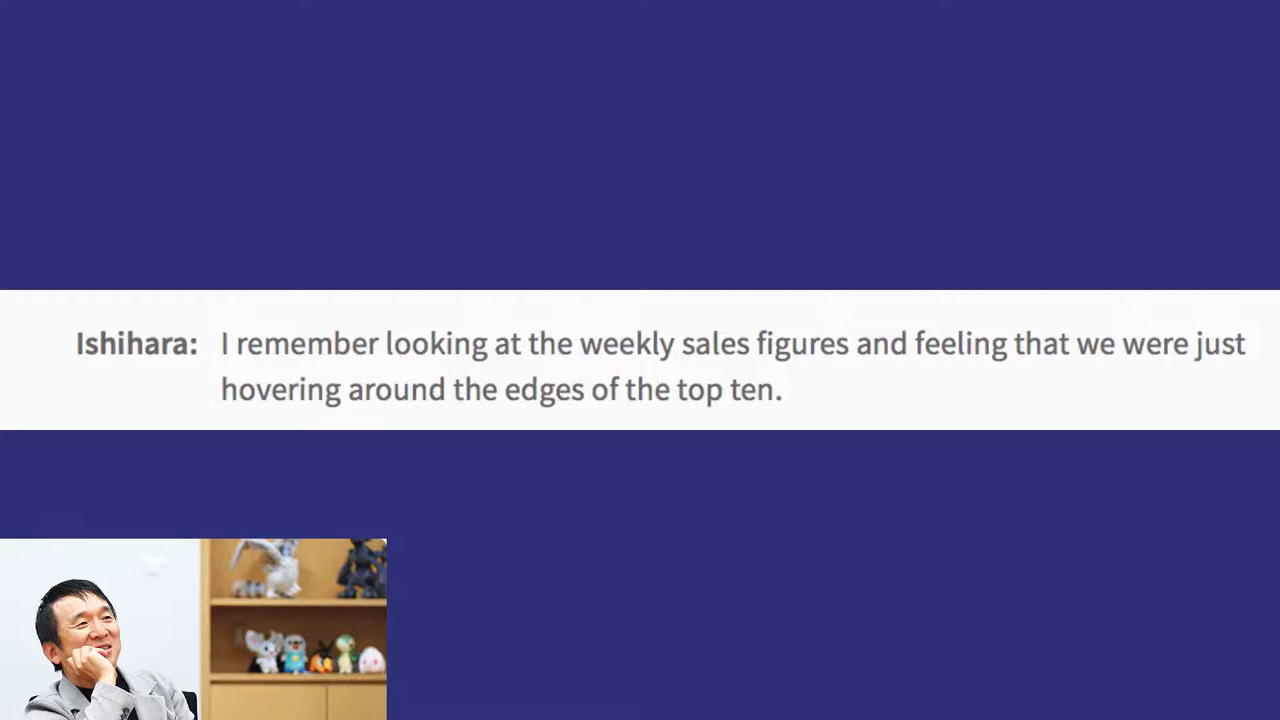 Ishihara: I remember looking at the weekly sales figures and feeling that we were just
hovering around the edges of the top ten.